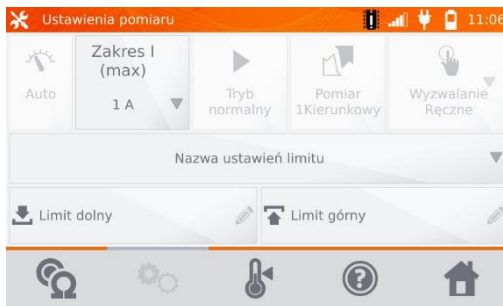 Ustawienia pomiaru 11:06
Auto
Zakres I
(max)
1 A
Tryb
normalny
Pomiar
1Kierunkowy
Wyzwalanie
Ręczne
Nazwa ustawień limitu
Limit dolny
Limit górny